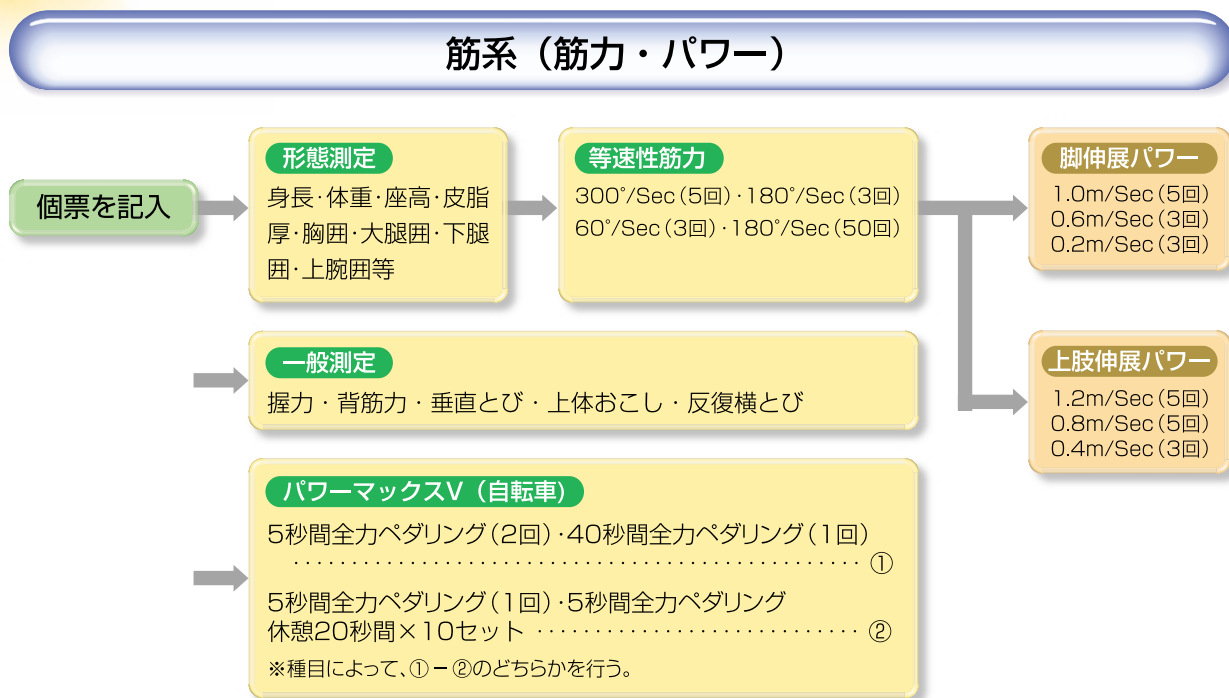 筋系（筋力・パワー）
個票を記入
形態測定
身長・体重・座高・皮脂
厚・胸囲・大腿囲・下腿
囲・上腕囲等
等速性筋力
300°/Sec（5回）・180°/Sec（3回）
60°/Sec（3回）・180°/Sec（50回）
脚伸展パワー
1.0m/Sec（5回）
0.6m/Sec（3回）
0.2m/Sec（3回）
一般測定
握力・背筋力・垂直とび・上体おこし・反復横とび
上肢伸展パワー
1.2m/Sec（5回）
0.8m/Sec（5回）
0.4m/Sec（3回）
パワーマックスV（自転車)
5秒間全力ペダリング（2回）・40秒間全力ペダリング（1回）
‥‥‥‥‥‥‥‥‥‥‥‥‥‥‥‥‥‥‥‥‥‥‥‥ ①
5秒間全力ペダリング（1回）・5秒間全力ペダリング
休憩20秒間×10セット ‥‥‥‥‥‥‥‥‥‥‥‥‥‥ ②
※種目によって、①－②のどちらかを行う。